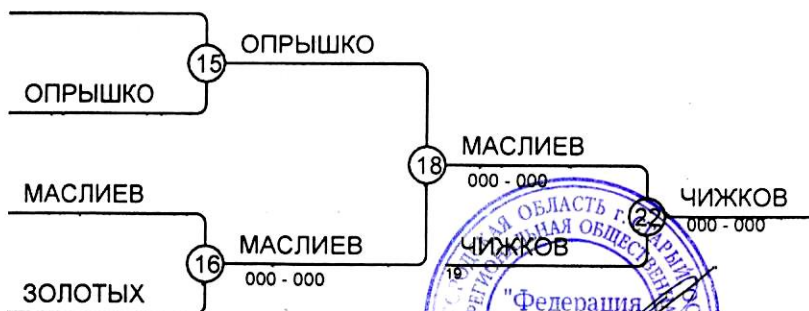 15
ОПРЫШКО
ОПРЫШКО
18
МАСЛИЕВ
000 - 000
22
ЧИЖКОВ
000 - 000
МАСЛИЕВ
16
МАСЛИЕВ
000 - 000
ЧИЖКОВ
19
ЗОЛОТЫХ
ОБЛАСТЬ г.
"Федерация